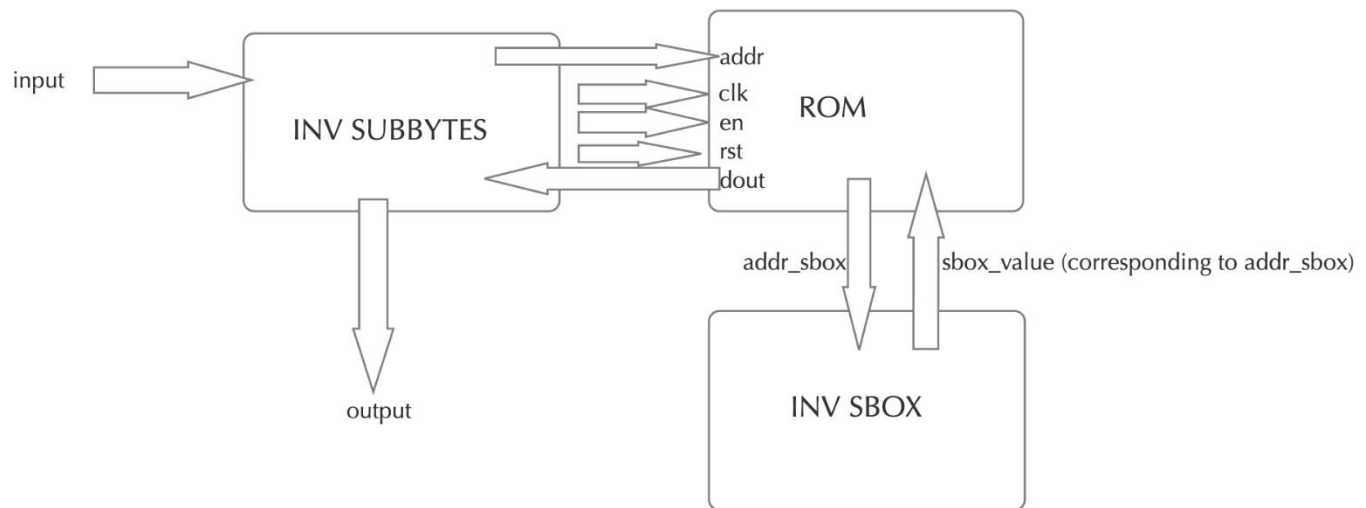 input
INV SUBBYTES
addr
clk
en
rst
dout
ROM
addr_sbox
sbox_value (corresponding to addr_sbox)
output
INV SBOX